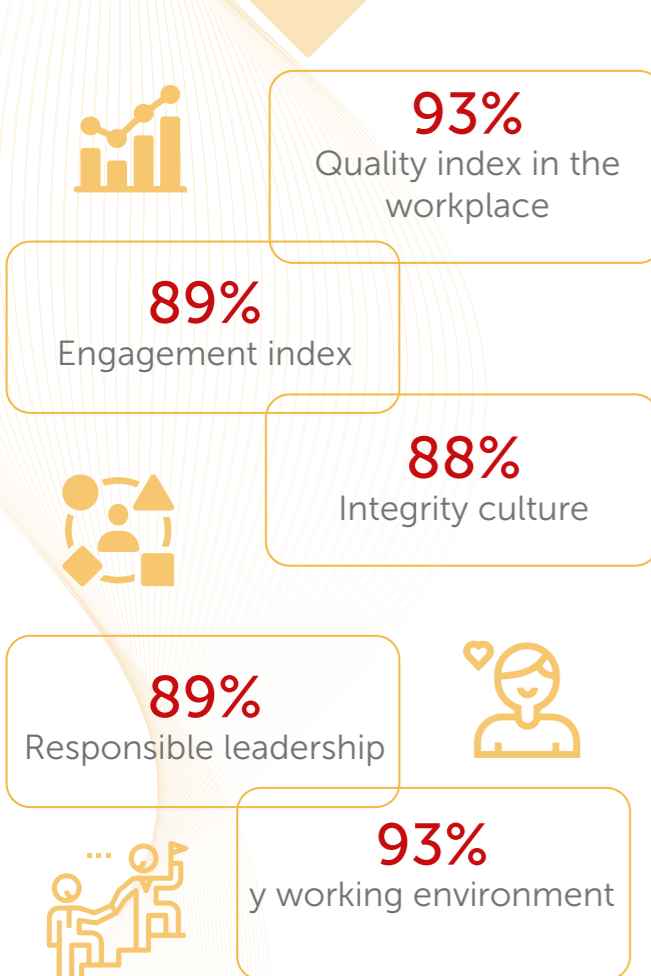 93%
Quality index in the
workplace
89%
Engagement index
88%
Integrity culture
89%
Responsible leadership
93%
y working environment